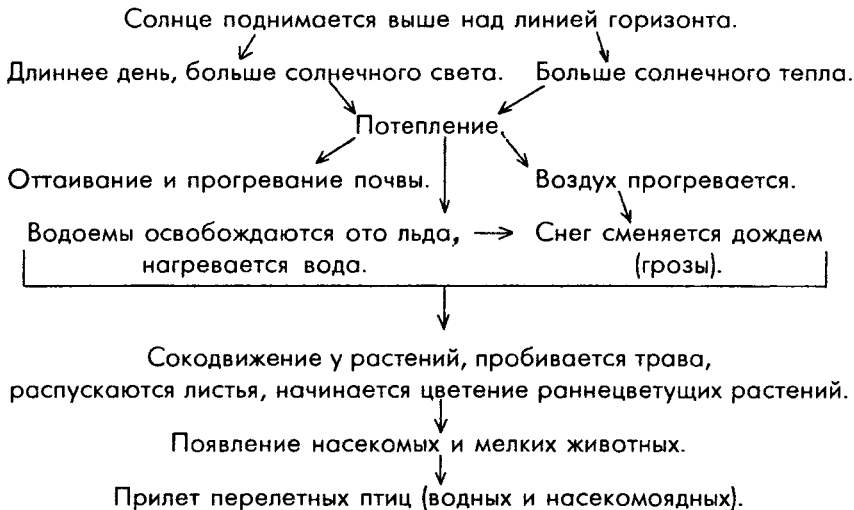 Солнце поднимается выше над линией горизонта.
Длиннее день, больше солнечного света. Больше солнечного тепла.
Потепление.
Оттаивание и прогревание почвы. Воздух прогревается.
Водоемы освобождаются ото льда, Снег сменяется дождем
нагревается вода. (грозы).
Сокодвижение у растений, пробивается трава,
распускаются листья, начинается цветение раннецветущих растений.
Появление насекомых и мелких животных.
Прилет перелетных птиц (водных и насекомоядных).